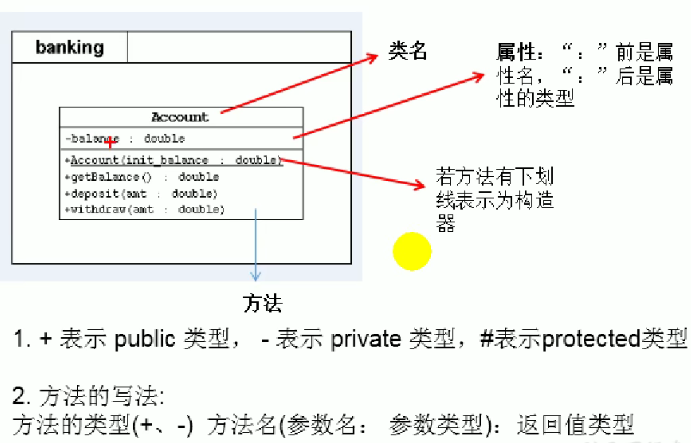 banking
类名
属性：“：”前是属
性名，“：”后是属
性的类型
Account
-balance : double
+Account(init_balance : double)
+getBalance() : double
+deposit(amt : double)
+withdraw(amt : double)
若方法有下划
线表示为构造
器
方法
1. + 表示 public 类型， - 表示 private 类型，#表示protected类型
2. 方法的写法:
方法的类型(+、-) 方法名(参数名： 参数类型)：返回值类型